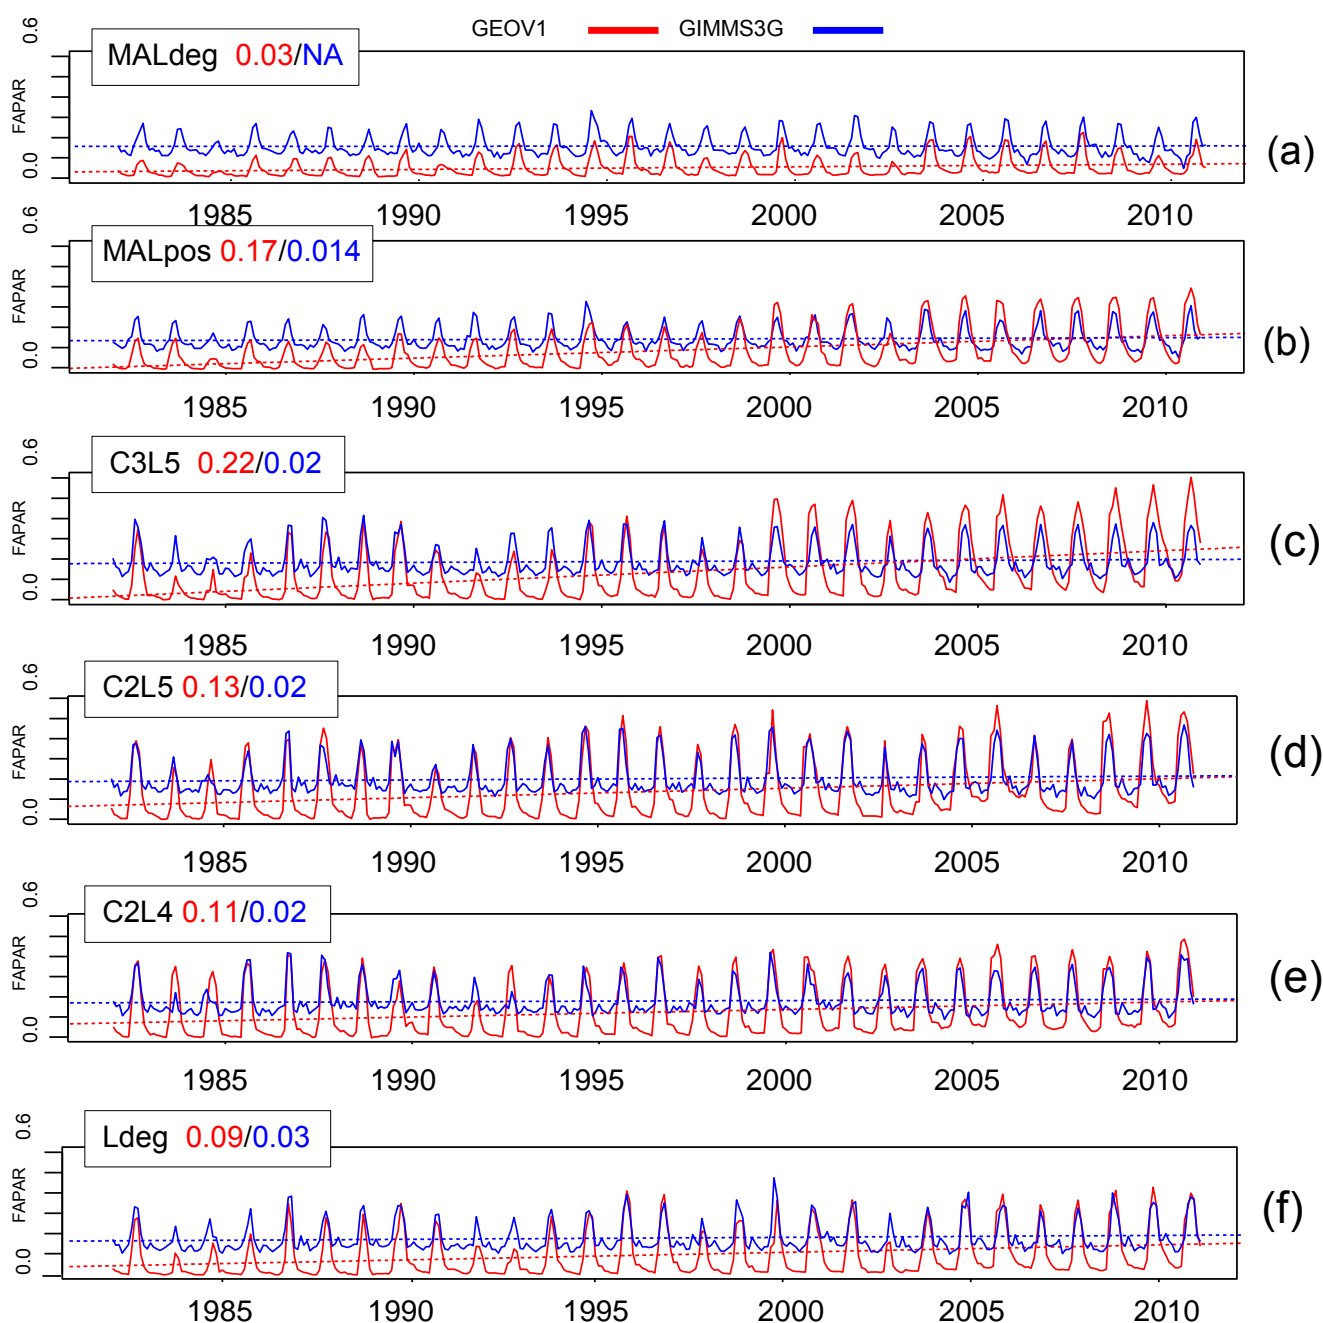 GEOV1 GIMMS3G
0.6
MALdeg 0.03/NA
FAPAR
0.0
(a)
1985 1990 1995 2000 2005 2010
0.6
MALpos 0.17/0.014
FAPAR
0.0
(b)
1985 1990 1995 2000 2005 2010
0.6
C3L5 0.22/0.02
FAPAR
0.0
(c)
1985 1990 1995 2000 2005 2010
0.6
C2L5 0.13/0.02
FAPAR
0.0
(d)
1985 1990 1995 2000 2005 2010
0.6
C2L4 0.11/0.02
FAPAR
0.0
(e)
1985 1990 1995 2000 2005 2010
0.6
Ldeg 0.09/0.03
FAPAR
0.0
(f)
1985 1990 1995 2000 2005 2010